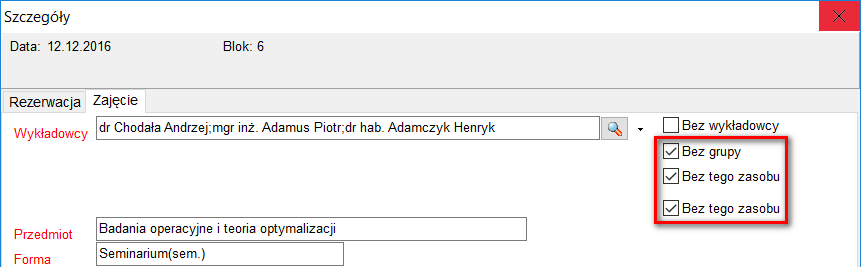 Szczegóły
Data: 12.12.2016 Blok: 6
Rezerwacja Zajęcie
Wykładowcy dr Chodała Andrzej;mgr inż. Adamus Piotr;dr hab. Adamczyk Henryk Bez wykładowcy
Bez grupy
Bez tego zasobu
Bez tego zasobu
Przedmiot Badania operacyjne i teoria optymalizacji
Forma Seminarium(sem.)